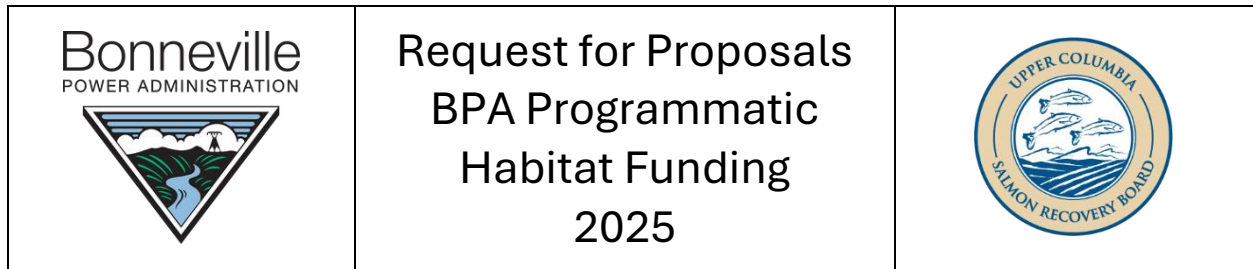 Bonneville
POWER ADMINISTRATION
Request for Proposals
BPA Programmatic
Habitat Funding
2025
UPPER COLUMBIA
SALMON RECOVERY BOARD